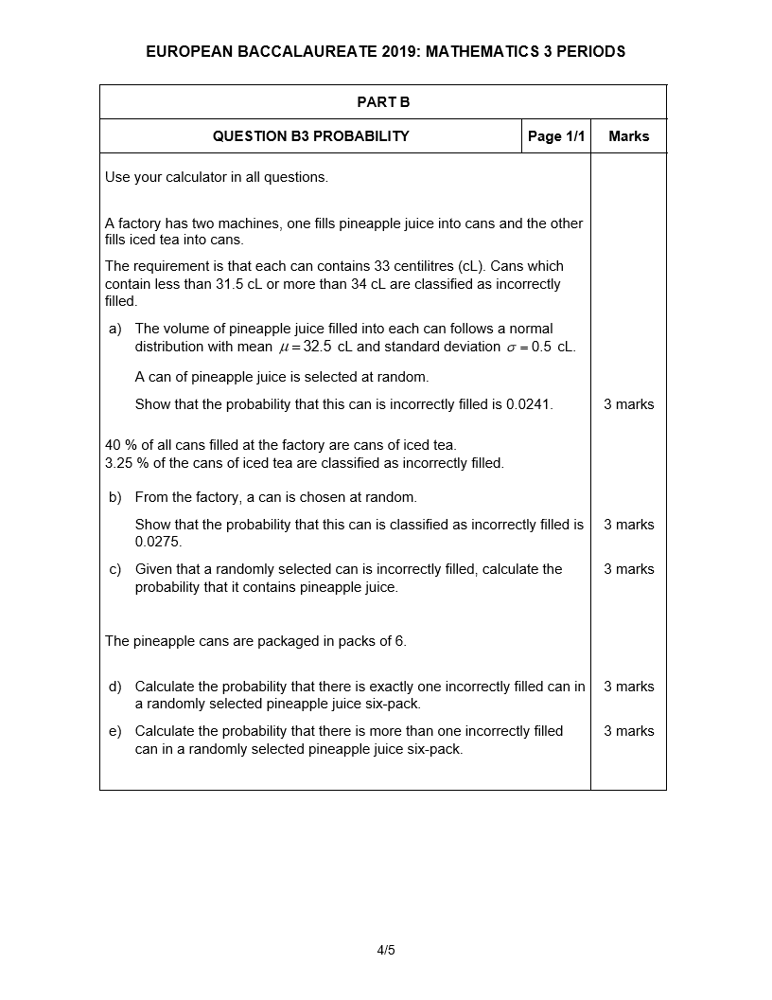 EUROPEAN BACCALAUREATE 2019: MATHEMATICS 3 PERIODS
PART B
QUESTION B3 PROBABILITY Page 1/1 Marks
Use your calculator in all questions.
A factory has two machines, one fills pineapple juice into cans and the other
fills iced tea into cans.
The requirement is that each can contains 33 centilitres (cL). Cans which
contain less than 31.5 cL or more than 34 cL are classified as incorrectly
filled.
a) The volume of pineapple juice filled into each can follows a normal
distribution with mean μ = 32.5 cL and standard deviation σ = 0.5 cL.
A can of pineapple juice is selected at random.
Show that the probability that this can is incorrectly filled is 0.0241. 3 marks
40 % of all cans filled at the factory are cans of iced tea.
3.25 % of the cans of iced tea are classified as incorrectly filled.
b) From the factory, a can is chosen at random.
Show that the probability that this can is classified as incorrectly filled is 3 marks
0.0275.
c) Given that a randomly selected can is incorrectly filled, calculate the 3 marks
probability that it contains pineapple juice.
The pineapple cans are packaged in packs of 6.
d) Calculate the probability that there is exactly one incorrectly filled can in 3 marks
a randomly selected pineapple juice six-pack.
e) Calculate the probability that there is more than one incorrectly filled 3 marks
can in a randomly selected pineapple juice six-pack.
4/5